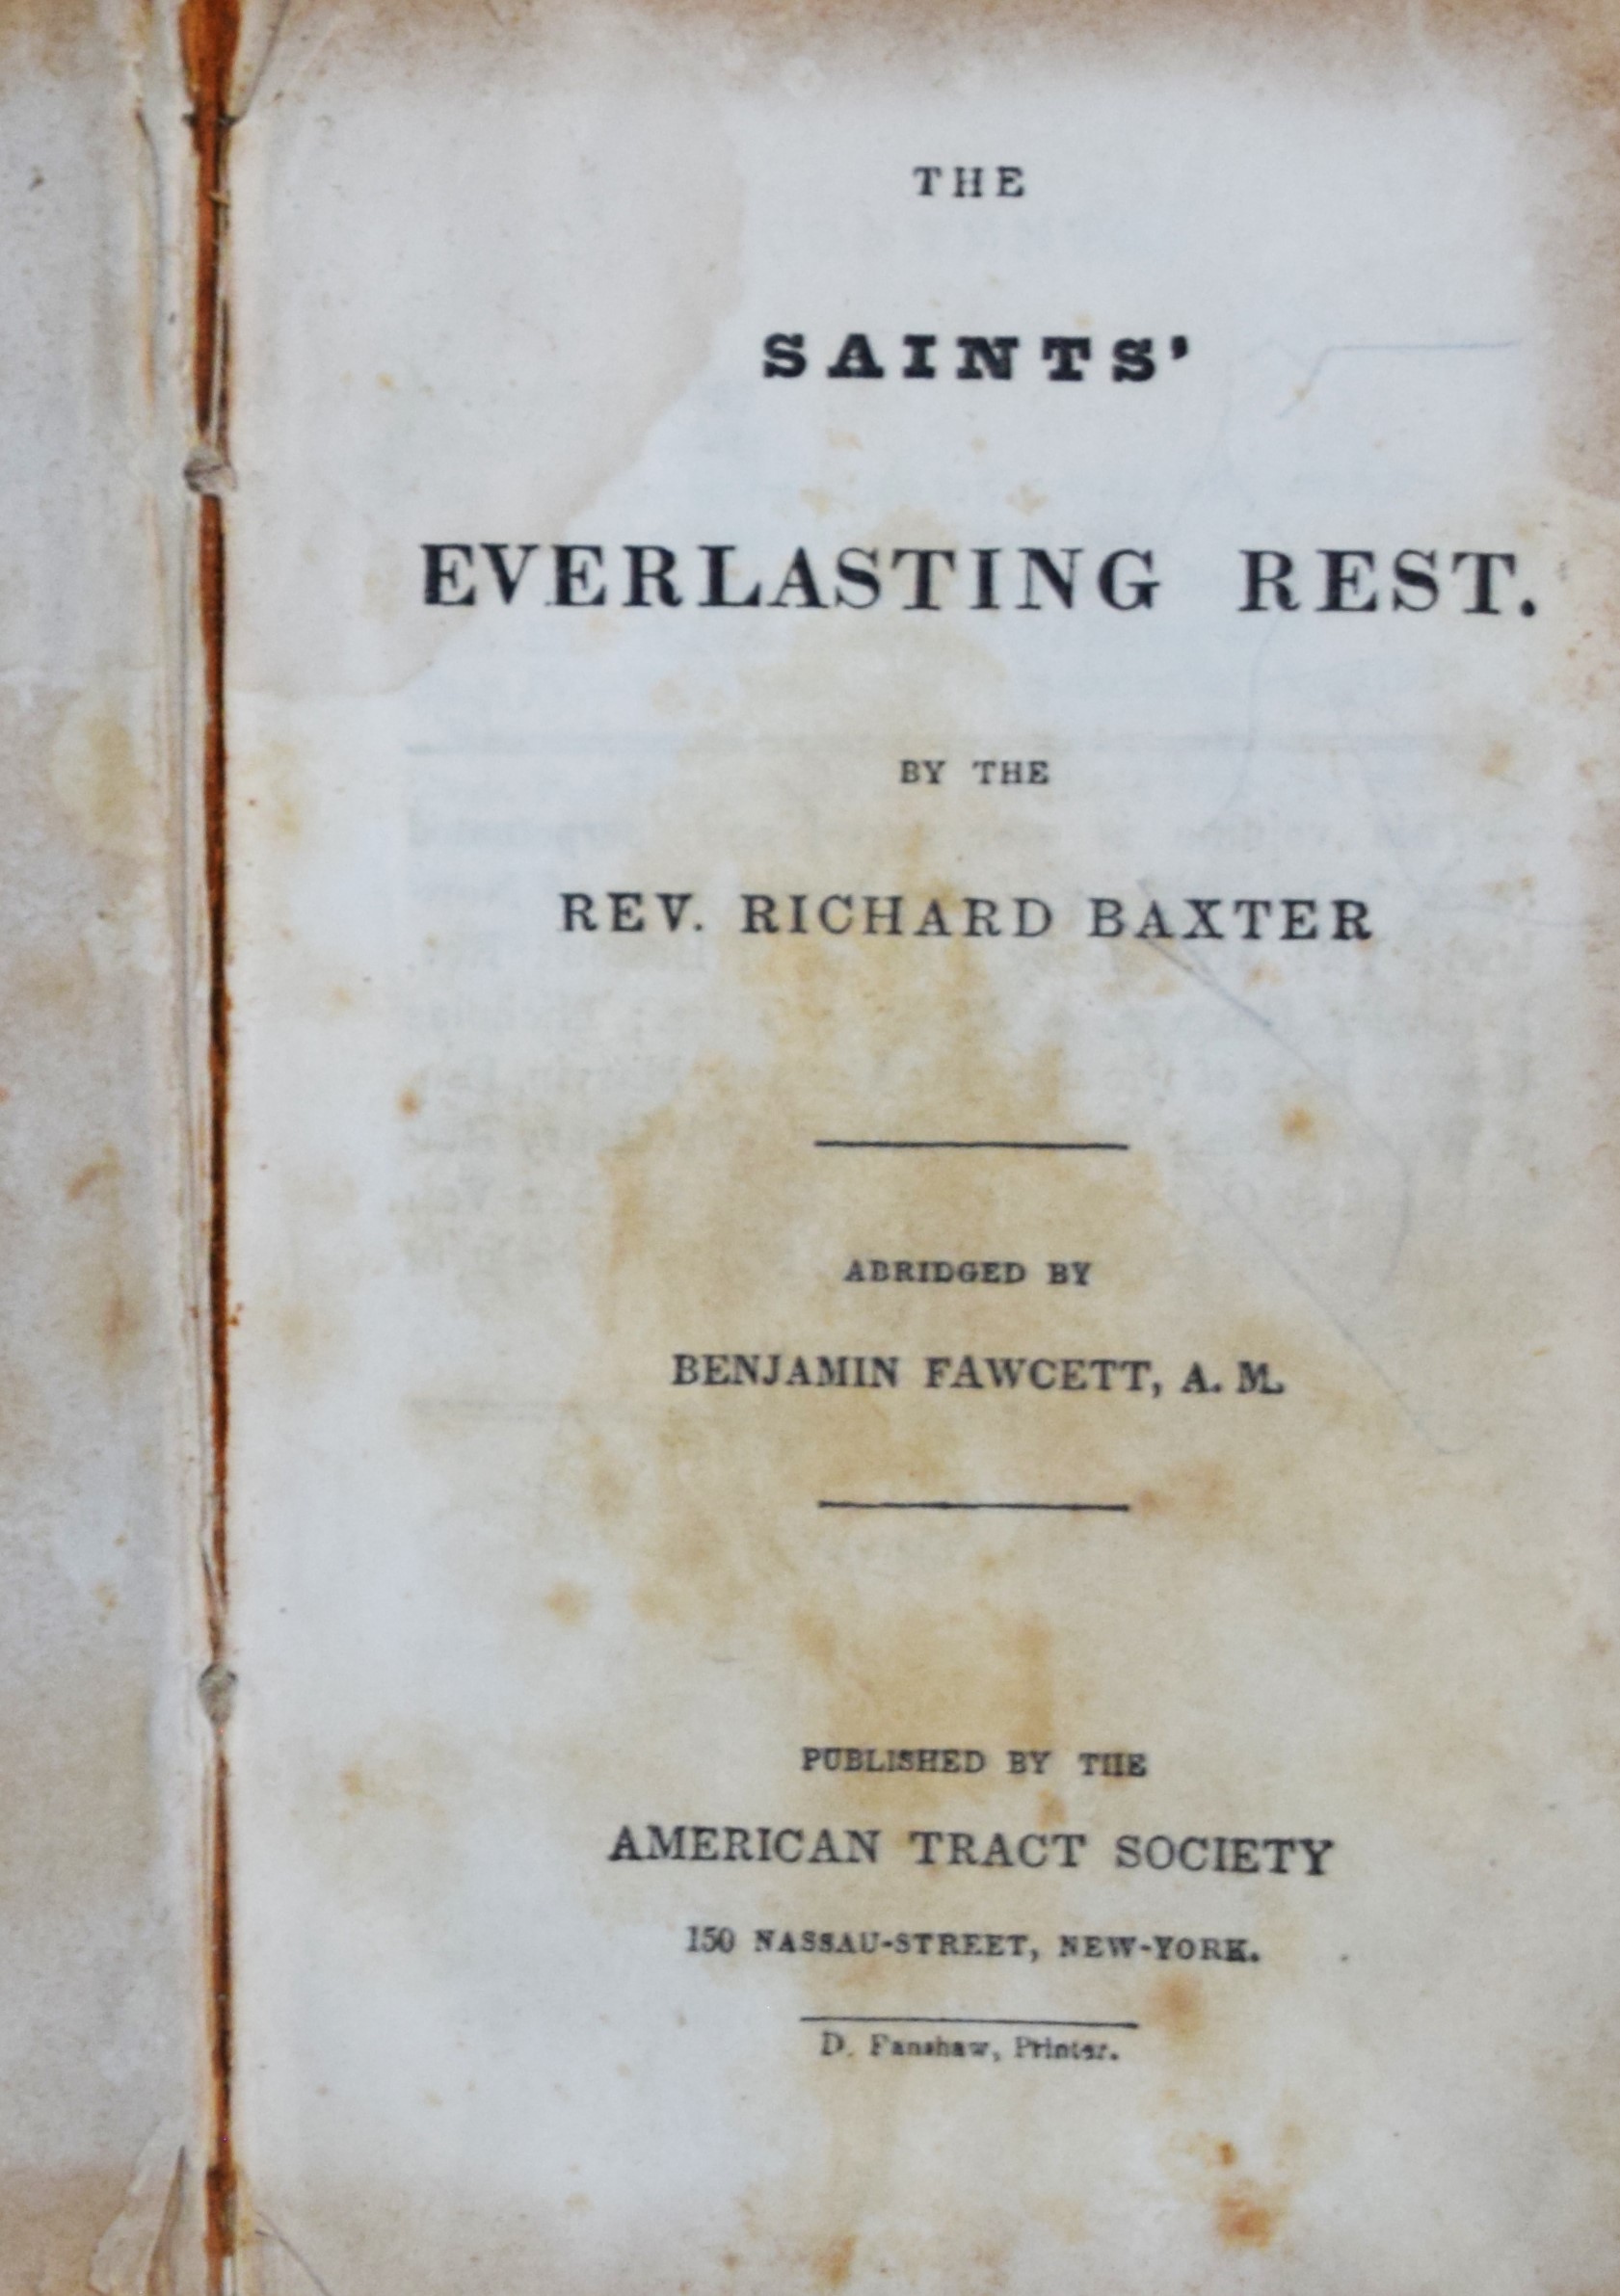 THE
SAINTS'
EVERLASTING REST.
BY THE
REV. RICHARD BAXTER
ABRIDGED BY
BENJAMIN FAWCETT, A. M.
PUBLISHED BY THE
AMERICAN TRACT SOCIETY
150 NASSAU-STREET, NEW-YORK.
D. Fanshaw, Printer.